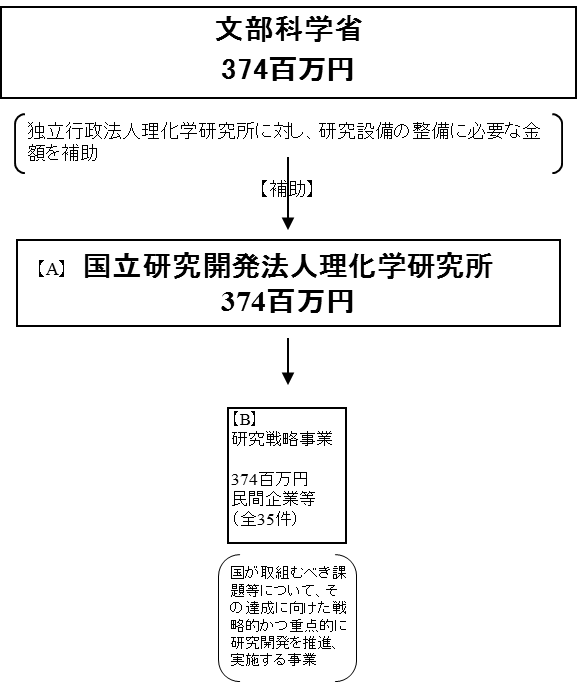 文部科学省
374百万円
独立行政法人理化学研究所に対し、研究設備の整備に必要な金
額を補助
【補助】
【A】 国立研究開発法人理化学研究所
374百万円
【B】
研究戦略事業
374百万円
民間企業等
（全35件）
国が取組むべき課
題等について、そ
の達成に向けた戦
略的かつ重点的に
研究開発を推進、
実施する事業